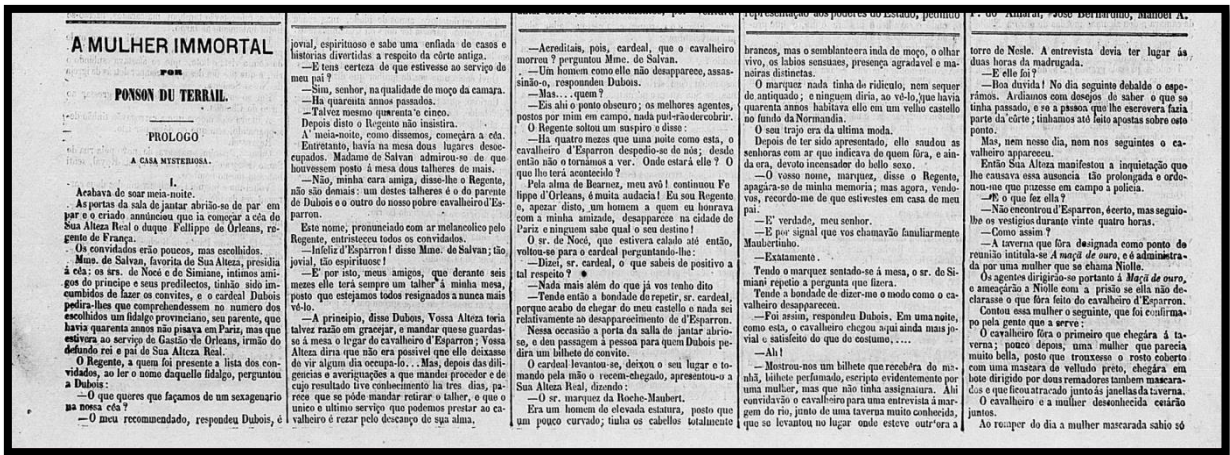 A MULHER IMMORTAL
POR
PONSON DU TERRAIL.
PROLOGO
A CASA MYSTERIOSA.
I.
Acabava de soar meia-noite.
As portas da sala de jantar abrião-se de par em
par e o criado annunciou que ia começar a cêa de
Sua Alteza Real o duque Fellippe de Orleans, re-
gente de França.
Os convidados erão poucos, mas escolhidos.
Mme. de Salvan, favorita de Sua Alteza, presidia
á cêa: os srs. de Nocé e de Simiane, intimos ami-
gos do principe e seus predilectos, tinhão sido in-
cumbidos de fazer os convites, e o cardeal Dubois
pedira-lhes que comprehendessem no numero dos
escolhidos um fidalgo provinciano, seu parente, que
havia quarenta annos não pisava em Pariz, mas que
estivera ao serviço de Gastão de Orleans, irmão do
defundo rei e pai de Sua Alteza Real.
O Regente, a quem foi presente a lista dos con-
vidados, ao ler o nome daquelle fidalgo, perguntou
a Dubois:
—O que queres que façamos de um sexagenario
na nossa cêa?
—O meu recommendado, respondeu Dubois, é
jovial, espirituoso e sabe uma enfiada de casos e
historias divertidas a respeito da côrte antiga.
—E tens certeza de que estivesse ao serviço de
meu pai?
—Sim, senhor, na qualidade de moço da camara.
—Ha quarenta annos passados.
—Talvez mesmo quarenta e cinco.
Depois disto o Regente não insistira.
A' meia-noite, como dissemos, começára a cêa.
Entretanto, havia na mesa dous lugares desoc-
cupados. Madame de Salvan admirou-se de que
houvessem posto á mesa dous talheres de mais.
—Não, minha cara amiga, disse-lhe o Regente,
não são demais: um destes talheres é o do parente
de Dubois e o outro do nosso pobre cavalheiro d'Es-
parron.
Este nome, pronunciado com ar melancolico pelo
Regente, entristeceu todos os convidados.
—Infeliz d'Esparron! disse Mme. de Salvan; tão
jovial, tão espirituoso!
—E' por isto, meus amigos, que durante seis
mezes elle terá sempre um talher á minha mesa,
posto que estejamos todos resignados a nunca mais
vê-lo.
—A principio, disse Dubois, Vossa Alteza teria
talvez razão em gracejar, e mandar que se guardas-
se á mesa o lugar do cavalheiro d'Esparron; Vossa
Alteza diria que não era possivel que elle deixasse
de vir algum dia occupa-lo... Mas, depois das dili-
gencias e averiguações a que mandei proceder e de
cujo resultado tive conhecimento ha tres dias, pa-
rece que se póde mandar retirar o talher, e que o
unico e ultimo serviço que podemos prestar ao ca-
valheiro é rezar pelo descanço de sua alma.
—Acreditais, pois, cardeal, que o cavalheiro
morreu? perguntou Mme. de Salvan.
—Um homem como elle não desapparece, assas-
sinão-o, respondeu Dubois.
—Mas....quem?
—Eis ahi o ponto obscuro; os melhores agentes,
postos por mim em campo, nada puderão dercobrir.
O Regente soltou um suspiro e disse:
—Ha quatro mezes que uma noite como esta, o
cavalheiro d'Esparron despedio-se de nós; desde
então não o tornamos a ver. Onde estará elle? O
que lhe terá acontecido?
Pela alma de Bearnez, meu avô! continuou Fe
lippe d'Orleans, é muita audacia! Eu sou Regente
e, apezar disto, um homem a quem eu honrava
com a minha amizade, desapparece na cidade de
Pariz e ninguem sabe qual o seu destino!
O sr. de Nocé, que estivera calado até então,
voltou-se para o cardeal perguntando-lhe:
—Dizei, sr. cardeal, o que sabeis de positivo a
tal respeito?
—Nada mais além do que já vos tenho dito
—Tende então a bondade de repetir, sr. cardeal,
porque acabo de chegar do meu castello e nada sei
relativamente ao desapparecimento de d'Esparron.
Nessa occasião a porta da salla de jantar abrio-
se, e deu passagem á pessoa para quem Dubois pe-
dira um bilhete de convite.
O cardeal levantou-se, deixou o seu lugar e to-
mando pela mão o recem-chegado, apresentou-o a
Sua Alteza Real, dizendo:
—O sr. marquez da Roche-Maubert.
Era um homem de elevada estatura, posto que
um pouco curvado; tinha os cabellos totalmente
representação aos poderes do Estado, pedindo
brancos, mas o semblante era inda de moço, o olhar
vivo, os labios sensuaes, presença agradavel e ma-
neiras distinctas.
O marquez nada tinha de ridiculo, nem sequer
de antiquado; e ninguem diria, ao vê-lo, que havia
quarenta annos habitava elle em um velho castello
no fundo da Normandia.
O seu trajo era da ultima moda.
Depois de ter sido apresentado, elle saudou as
senhoras com ar que indicava de quem fôra, e ain-
da era, devoto incensador do bello sexo.
—O vosso nome, marquez, disse o Regente,
apagára-se de minha memoria; mas agora, vendo-
vos, recordo-me de que estivestes em casa de meu
pai.
—E' verdade, meu senhor.
—E por signal que vos chamavão familiarmente
Maubertinho.
—Exatamente.
Tendo o marquez sentado-se á mesa, o sr. de Si-
miani repetio a pergunta que fizera.
Tende a bondade de dizer-me o modo como o ca-
valheiro desappareceu.
—Foi assim, respondeu Dubois. Em uma noite,
como esta, o cavalheiro chegou aqui ainda mais jo-
vial e satisfeito do que de costume,....
—Ah!
—Mostrou-nos um bilhete que recebêra do ma-
nhã, bilhete perfumado, escripto evidentemente por
uma mulher, mas que não tinha assignatura. Ahi
convidavão o cavalheiro para uma entrevista á mar-
gem do rio, junto de uma taverna muito conhecida,
que se levantou no lugar onde esteve outr'ora a
F. do Amaral, José Bernardino, Manoel A.
torre de Nesle. A entrevista devia ter lugar ás
duas horas da madrugada.
—E elle foi?
—Boa duvida! No dia seguinte debalde o espe-
rámos. Ardiamos com desejos de saber o que se
tinha passado, e se a pessoa que lhe escrevera fazia
parte da côrte; tinhamos até feito apostas sobre este
ponto.
Mas, nem nesse dia, nem nos seguintes o ca-
valheiro appareceu.
Então Sua Alteza manifestou a inquietação que
lhe causava essa ausencia tão prolongada e orde-
nou-me que puzesse em campo a policia.
—E o que fez ella?
—Não encontrou d'Esparron, é certo, mas seguio-
lhe os vestigios durante vinte quatro horas.
—Como assim?
—A taverna que fôra designada como ponto de
reunião intitula-se A maçã de ouro, e é administra-
da por uma mulher que se chama Niolle.
Os agentes dirigirão-se portanto á Maçã de ouro,
e ameaçárão a Niolle com a prisão se ella não de-
clarasse o que fôra feito do cavalheiro d'Esparron.
Contou essa mulher o seguinte, que foi confirma-
po pela gente que a serve:
O cavalheiro fôra o primeiro que chegára á ta-
verna; pouco depois, uma mulher que parecia
muito bella, posto que trouxesse o rosto coberto
com uma mascara de velludo preto, chegára em
bote dirigido por dous remadores tambem mascara-
dos e que ficou atracado junto ás janellas da taverna.
O cavalheiro e a mulher desconhecida ceiárão
juntos.
Ao romper do dia a mulher mascarada sabio só